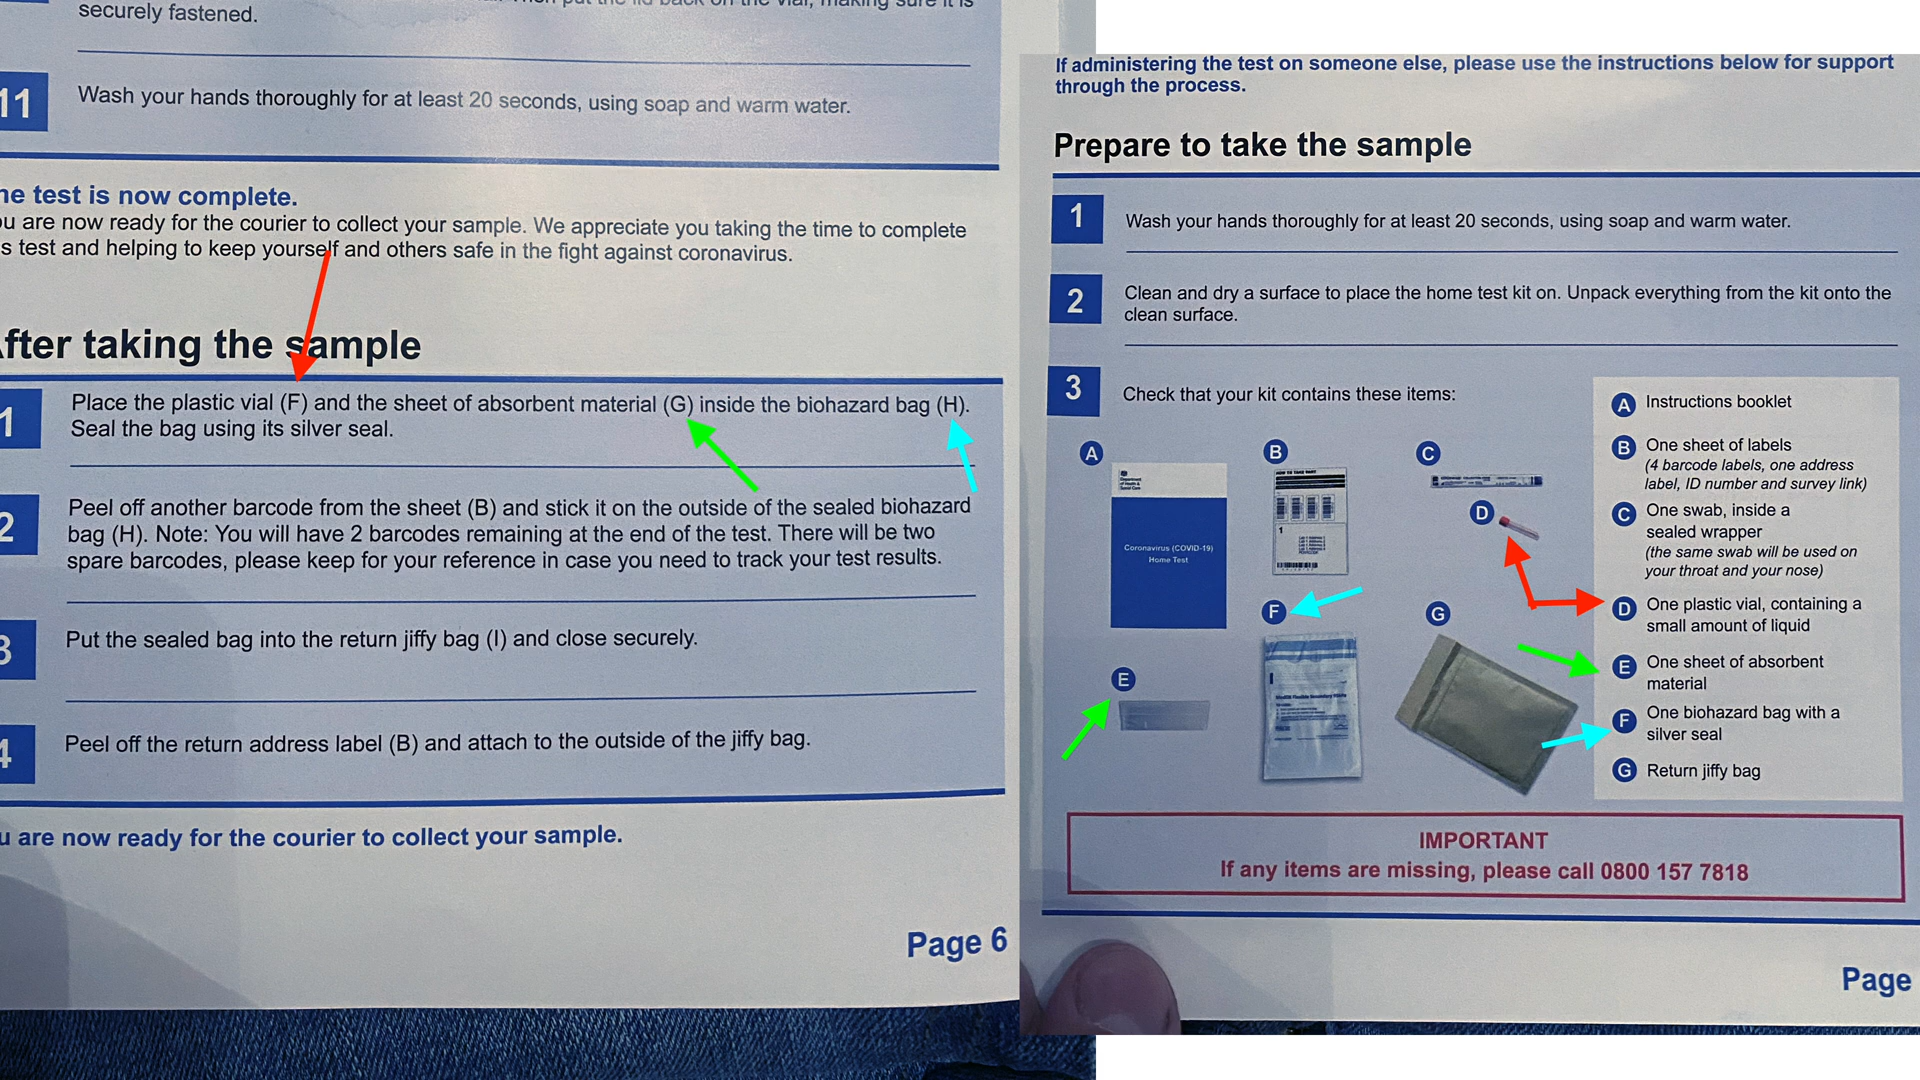 securely fastened.
11
Wash your hands thoroughly for at least 20 seconds, using soap and warm water.
test is now complete.
are now ready for the courier to collect your sample. We appreciate you taking the time to complete
test and helping to keep yourself and others safe in the fight against coronavirus.
fter taking the sample
1
Place the plastic vial (F) and the sheet of absorbent material (G) inside the biohazard bag (H).
Seal the bag using its silver seal.
2
Peel off another barcode from the sheet (B) and stick it on the outside of the sealed biohazard
bag (H). Note: You will have 2 barcodes remaining at the end of the test. There will be two
spare barcodes, please keep for your reference in case you need to track your test results.
3
Put the sealed bag into the return jiffy bag (I) and close securely.
4
Peel off the return address label (B) and attach to the outside of the jiffy bag.
u are now ready for the courier to collect your sample.
Page 6
If administering the test on someone else, please use the instructions below for support
through the process.
Prepare to take the sample
1
Wash your hands thoroughly for at least 20 seconds, using soap and warm water.
2
Clean and dry a surface to place the home test kit on. Unpack everything from the kit onto the
clean surface.
3
Check that your kit contains these items:
A
Department
of Health &
Social Care
Coronavirus (COVID-19)
Home Test
B
HOW TO TAKE PART
1
C
D
E
F
G
A Instructions booklet
B One sheet of labels
(4 barcode labels, one address
label, ID number and survey link)
C One swab, inside a
sealed wrapper
(the same swab will be used on
your throat and your nose)
D One plastic vial, containing a
small amount of liquid
E One sheet of absorbent
material
F One biohazard bag with a
silver seal
G Return jiffy bag
IMPORTANT
If any items are missing, please call 0800 157 7818
Page